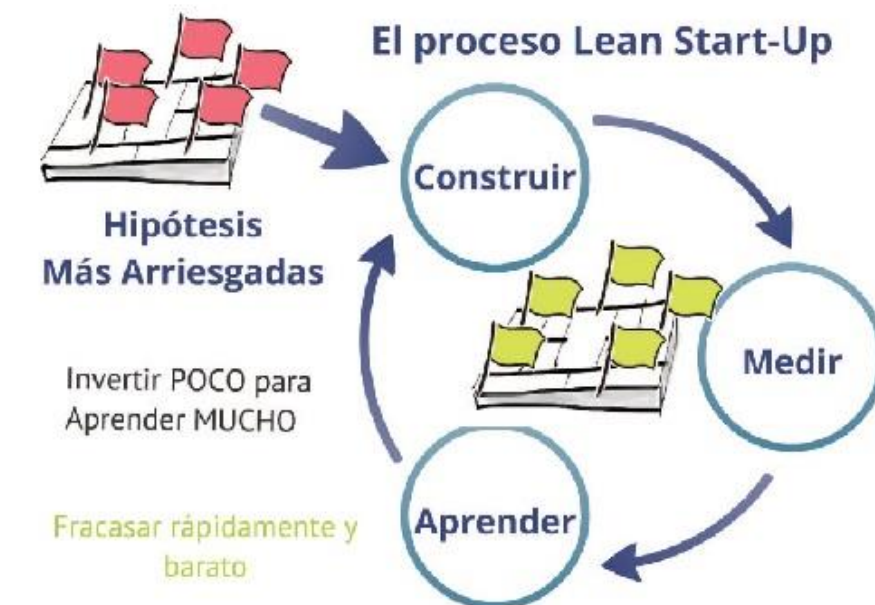 El proceso Lean Start-Up
Construir
Hipótesis
Más Arriesgadas
Medir
Invertir POCO para
Aprender MUCHO
Aprender
Fracasar rápidamente y
barato